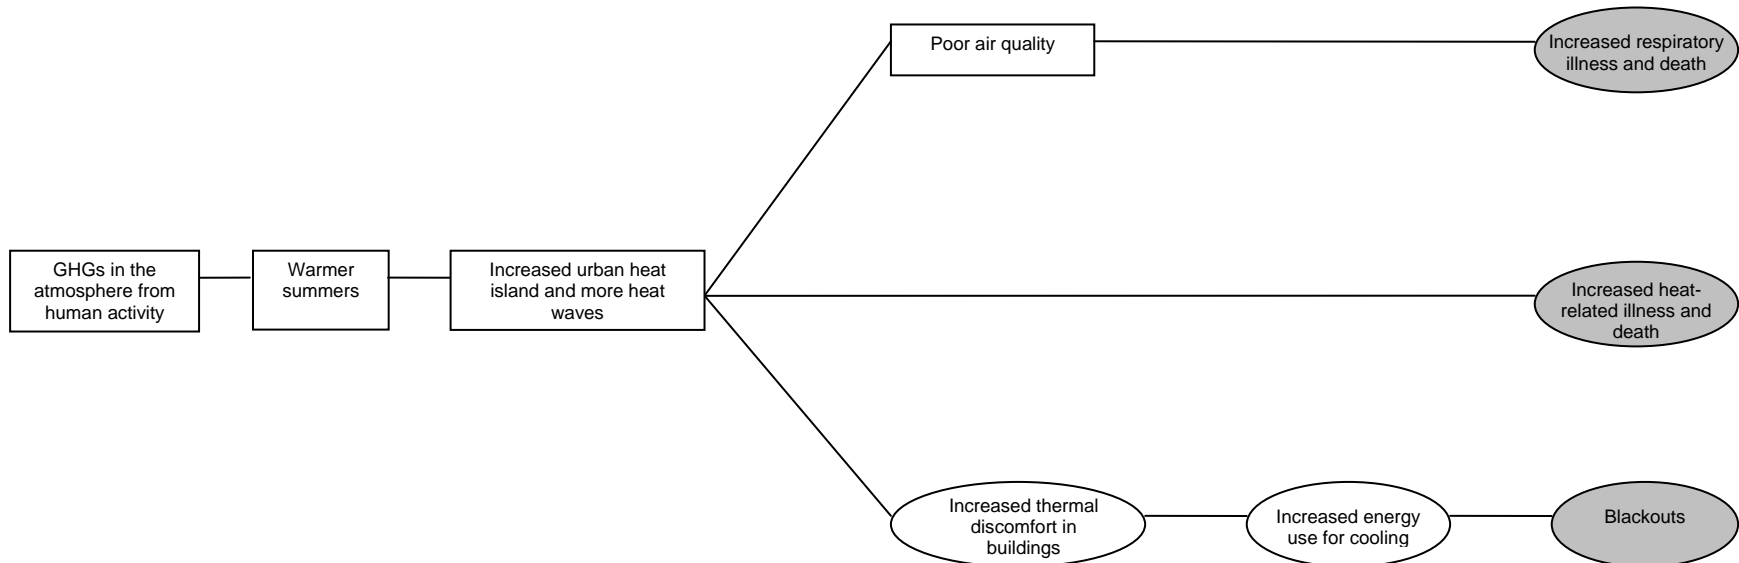 Poor air quality
Increased respiratory
illness and death
GHGs in the
atmosphere from
human activity
Warmer
summers
Increased urban heat
island and more heat
waves
Increased heat-
related illness and
death
Increased thermal
discomfort in
buildings
Increased energy
use for cooling
Blackouts